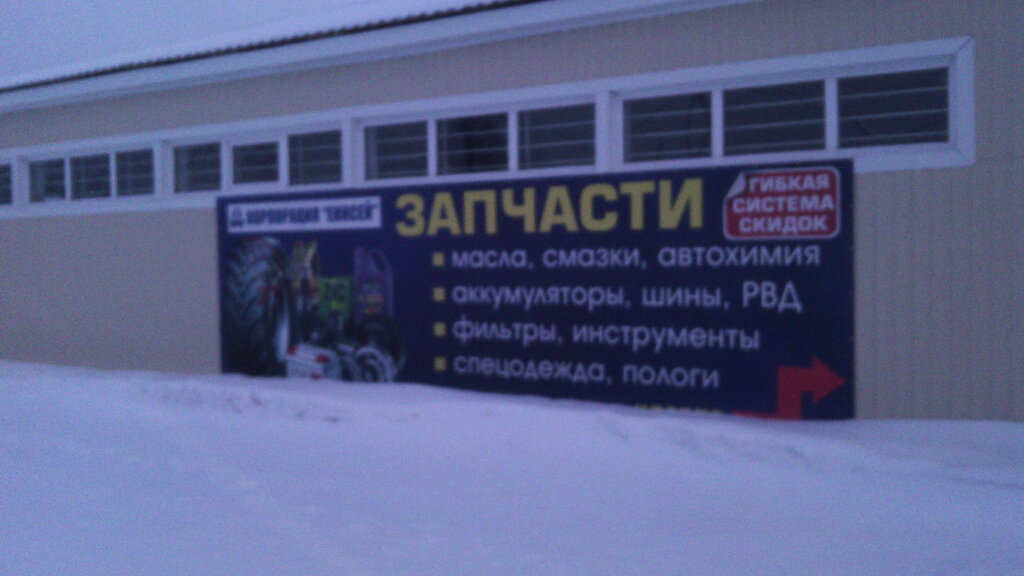 КОРПОРАЦИЯ "ЕНИСЕЙ"
ЗАПЧАСТИ
ГИБКАЯ
СИСТЕМА
СКИДОК
масла, смазки, автохимия
аккумуляторы, шины, РВД
фильтры, инструменты
спецодежда, пологи